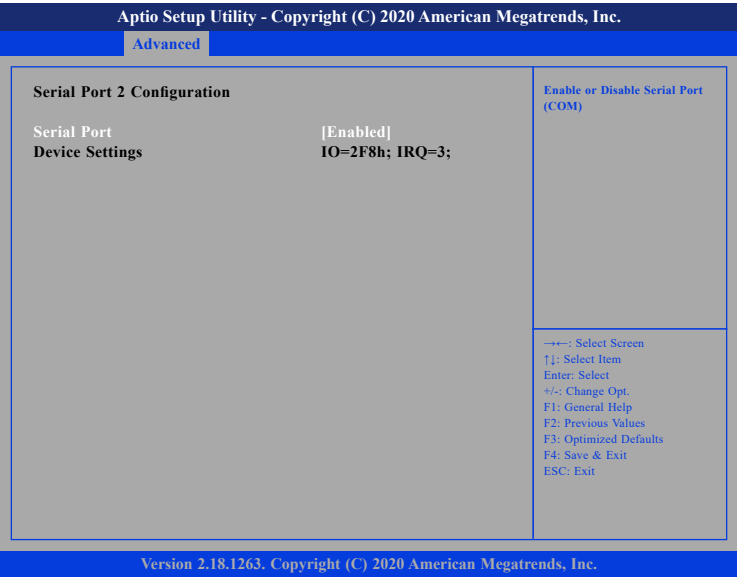 Aptio Setup Utility - Copyright (C) 2020 American Megatrends, Inc.
Advanced
Serial Port 2 Configuration
Serial Port [Enabled]
Device Settings IO=2F8h; IRQ=3;
Enable or Disable Serial Port
(COM)
→←: Select Screen
↑↓: Select Item
Enter: Select
+/-: Change Opt.
F1: General Help
F2: Previous Values
F3: Optimized Defaults
F4: Save & Exit
ESC: Exit
Version 2.18.1263. Copyright (C) 2020 American Megatrends, Inc.